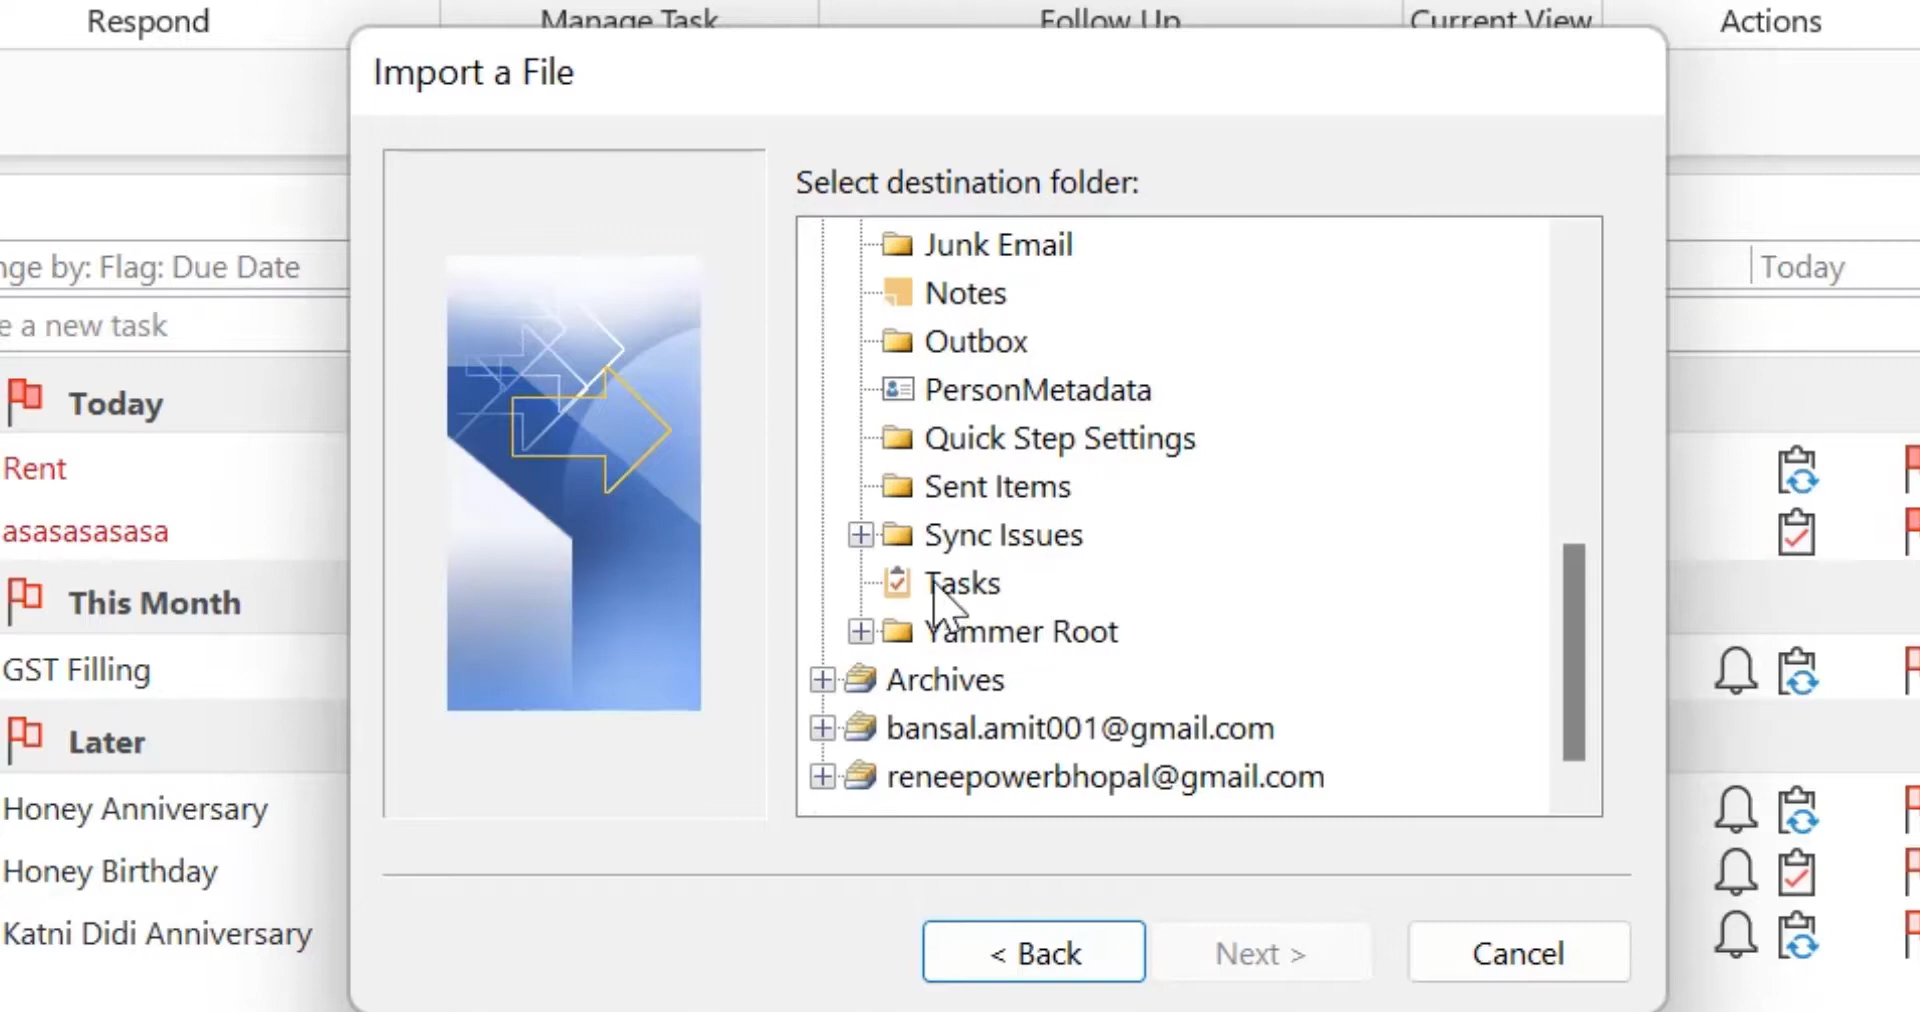 Respond
Manage Task
Follow Up
Current View
Actions
Import a File
Select destination folder:
nge by: Flag: Due Date
Today
e a new task
Today
Rent
asasasasasa
This Month
GST Filling
Later
Honey Anniversary
Honey Birthday
Katni Didi Anniversary
Junk Email
Notes
Outbox
PersonMetadata
Quick Step Settings
Sent Items
Sync Issues
Tasks
Yammer Root
Archives
bansal.amit001@gmail.com
reneepowerbhopal@gmail.com
< Back
Next >
Cancel